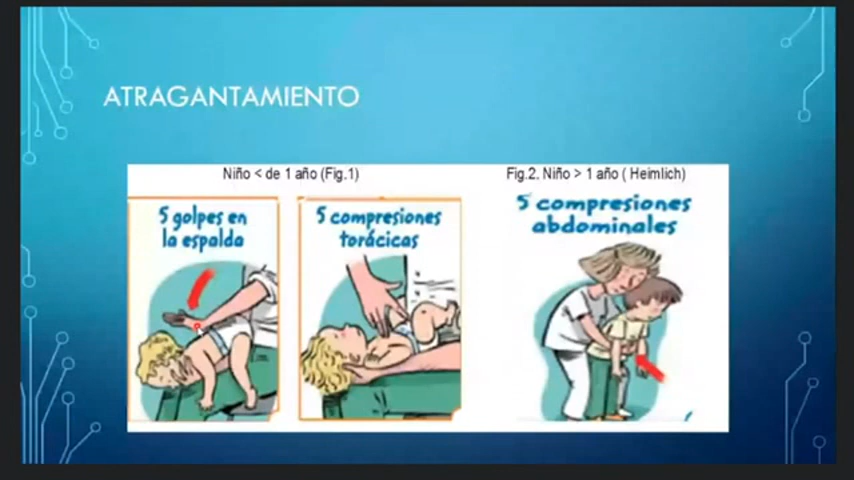 ATRAGANTAMIENTO
Niño < de 1 año (Fig.1)
Fig.2. Niño > 1 año ( Heimlich)
5 golpes en
la espalda
5 compresiones
torácicas
5 compresiones
abdominales